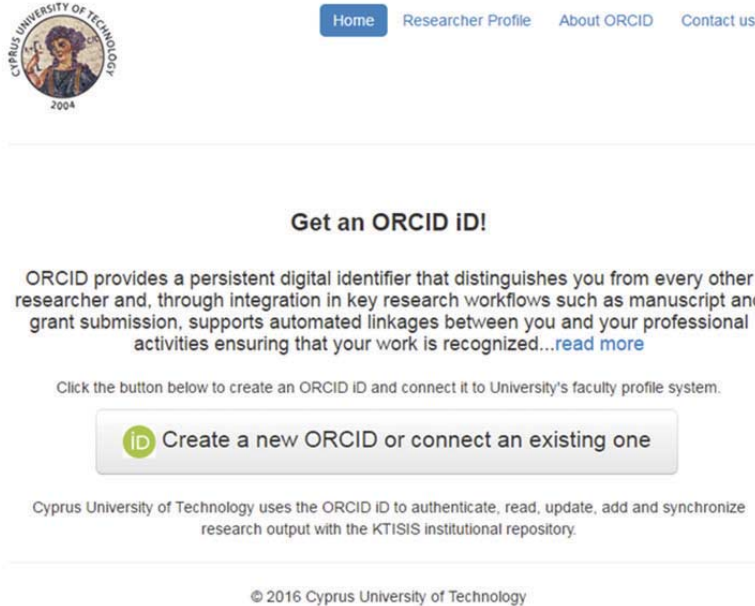 CYPRUS UNIVERSITY OF TECHNOLOGY
2004
Home Researcher Profile About ORCID Contact us
Get an ORCID iD!
ORCID provides a persistent digital identifier that distinguishes you from every other
researcher and, through integration in key research workflows such as manuscript and
grant submission, supports automated linkages between you and your professional
activities ensuring that your work is recognized...read more
Click the button below to create an ORCID iD and connect it to University's faculty profile system.
iD Create a new ORCID or connect an existing one
Cyprus University of Technology uses the ORCID iD to authenticate, read, update, add and synchronize
research output with the KTISIS institutional repository.
© 2016 Cyprus University of Technology